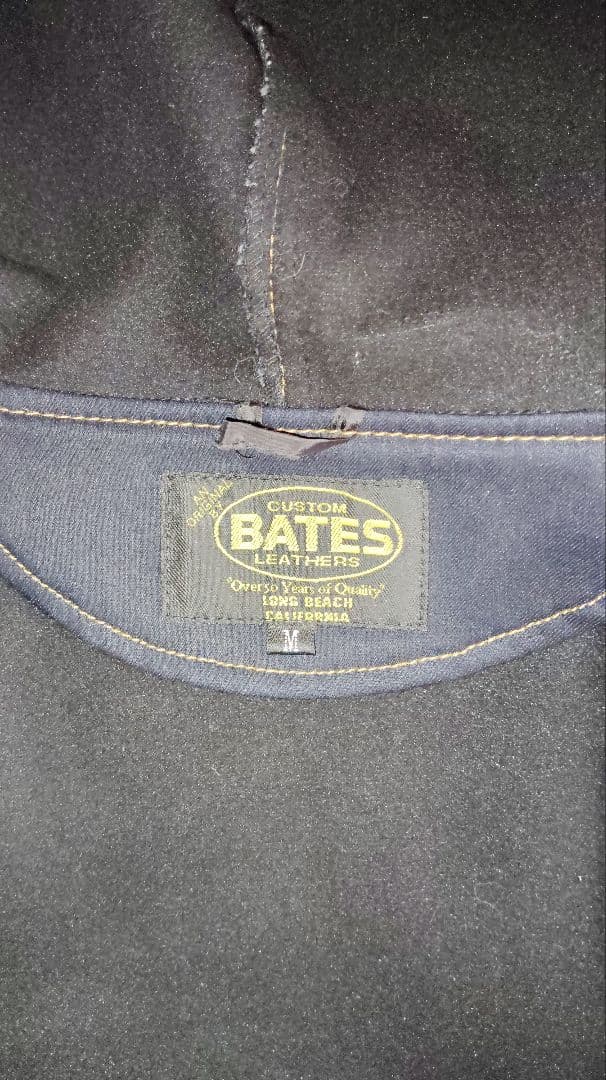 AN
ORIGINAL
BY
CUSTOM
BATES
LEATHERS
"Over 50 Years of Quality"
LONG BEACH
CALIFORNIA
M